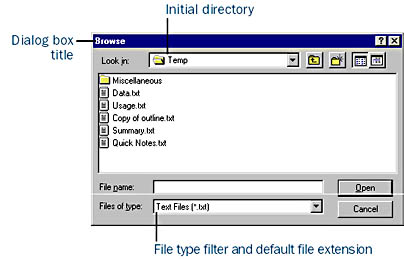 Initial directory
Dialog box
title
Browse
Look in: Temp
Miscellaneous
Data.txt
Usage.txt
Copy of outline.txt
Summary.txt
Quick Notes.txt
File name: Open
Files of type: Text Files (*.txt) Cancel
File type filter and default file extension